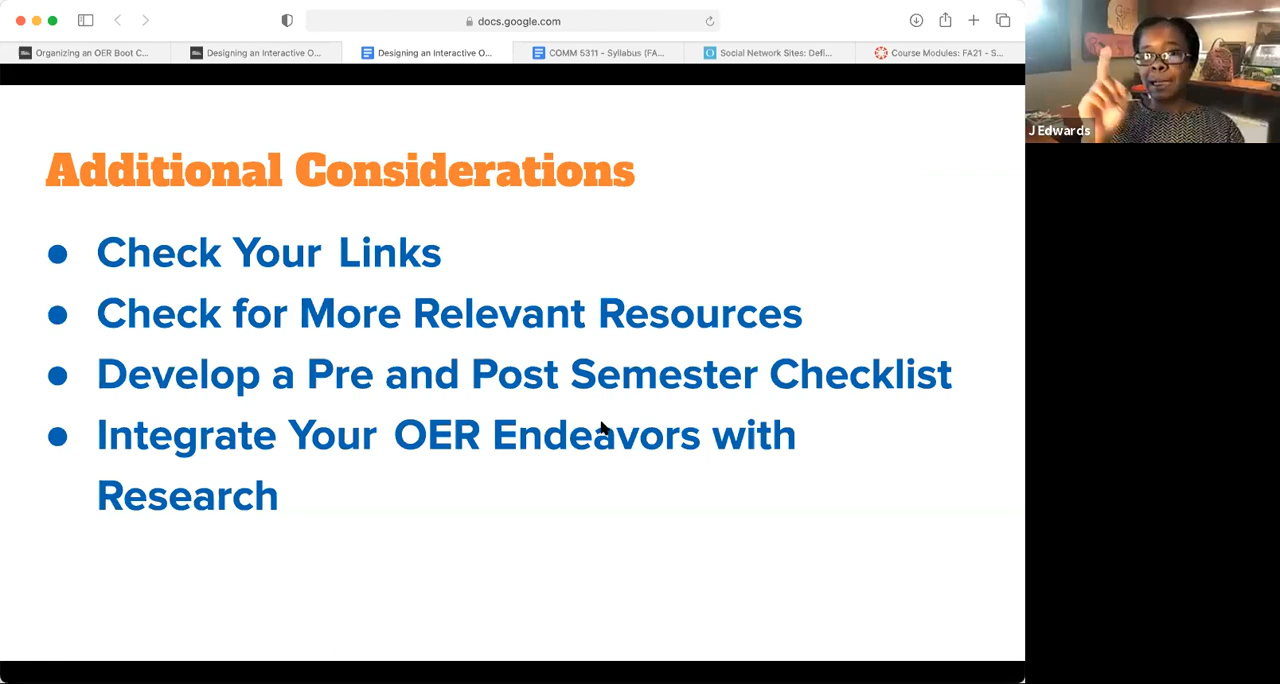 docs.google.com
Organizing an OER Boot C...
Designing an Interactive O...
Designing an Interactive O...
COMM 5311 - Syllabus (FA...
Social Network Sites: Defi...
Course Modules: FA21 - S...
J Edwards
Additional Considerations
● Check Your Links
● Check for More Relevant Resources
● Develop a Pre and Post Semester Checklist
● Integrate Your OER Endeavors with
Research